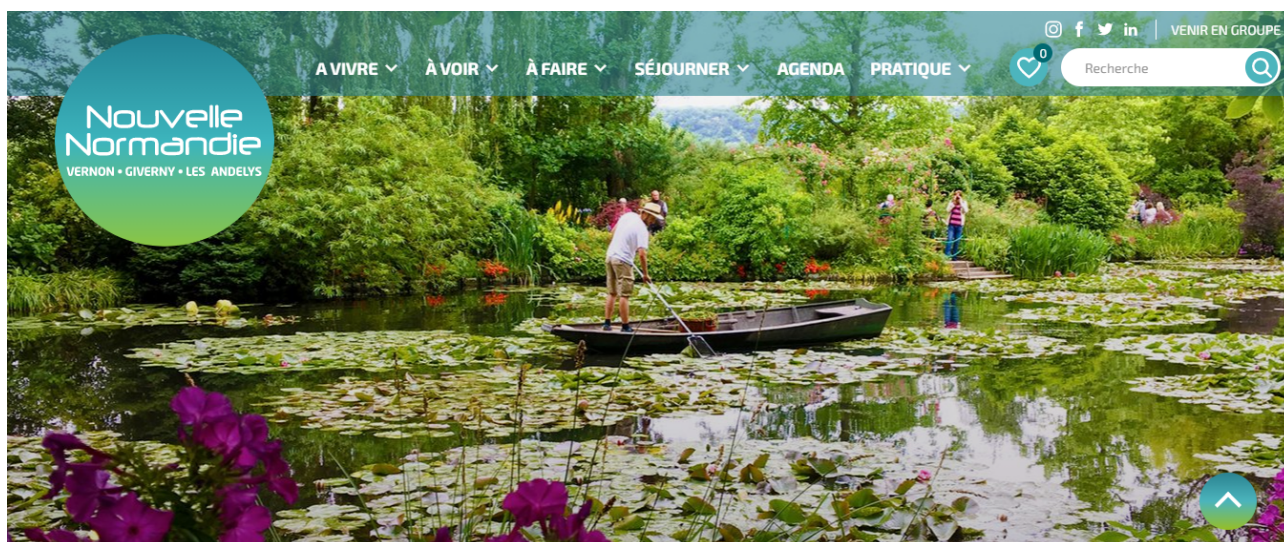 VENIR EN GROUPE
A VIVRE
À VOIR
À FAIRE
SÉJOURNER
AGENDA
PRATIQUE
0
Recherche
Nouvelle
Normandie
VERNON • GIVERNY • LES ANDELYS